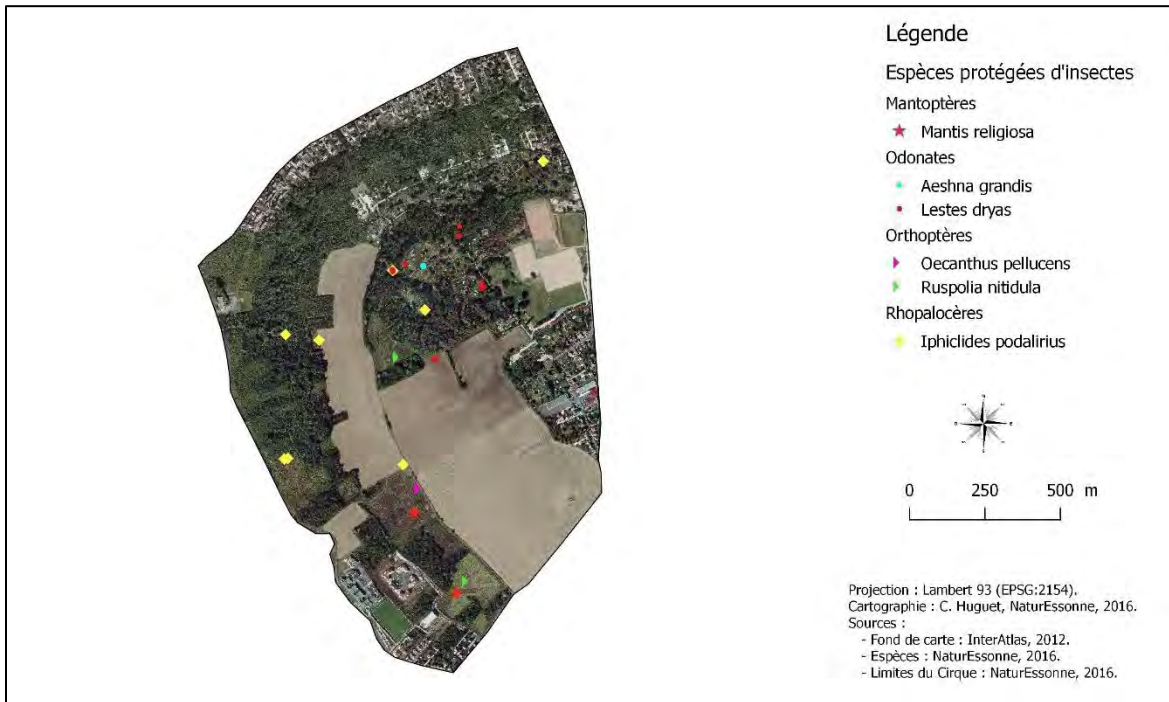 Légende
Espèces protégées d'insectes
Mantoptères
Mantis religiosa
Odonates
Aeshna grandis
Lestes dryas
Orthoptères
Oecanthus pellucens
Ruspolia nitidula
Rhopalocères
Iphiclides podalirius
0 250 500 m
Projection : Lambert 93 (EPSG:2154).
Cartographie : C. Huguet, NaturEssonne, 2016.
Sources :
- Fond de carte : InterAtlas, 2012.
- Espèces : NaturEssonne, 2016.
- Limites du Cirque : NaturEssonne, 2016.